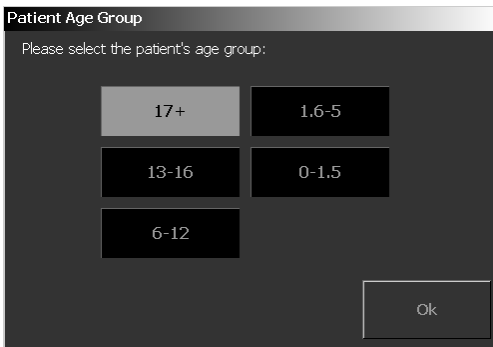 Patient Age Group
Please select the patient's age group:
17+
1.6-5
13-16
0-1.5
6-12
Ok